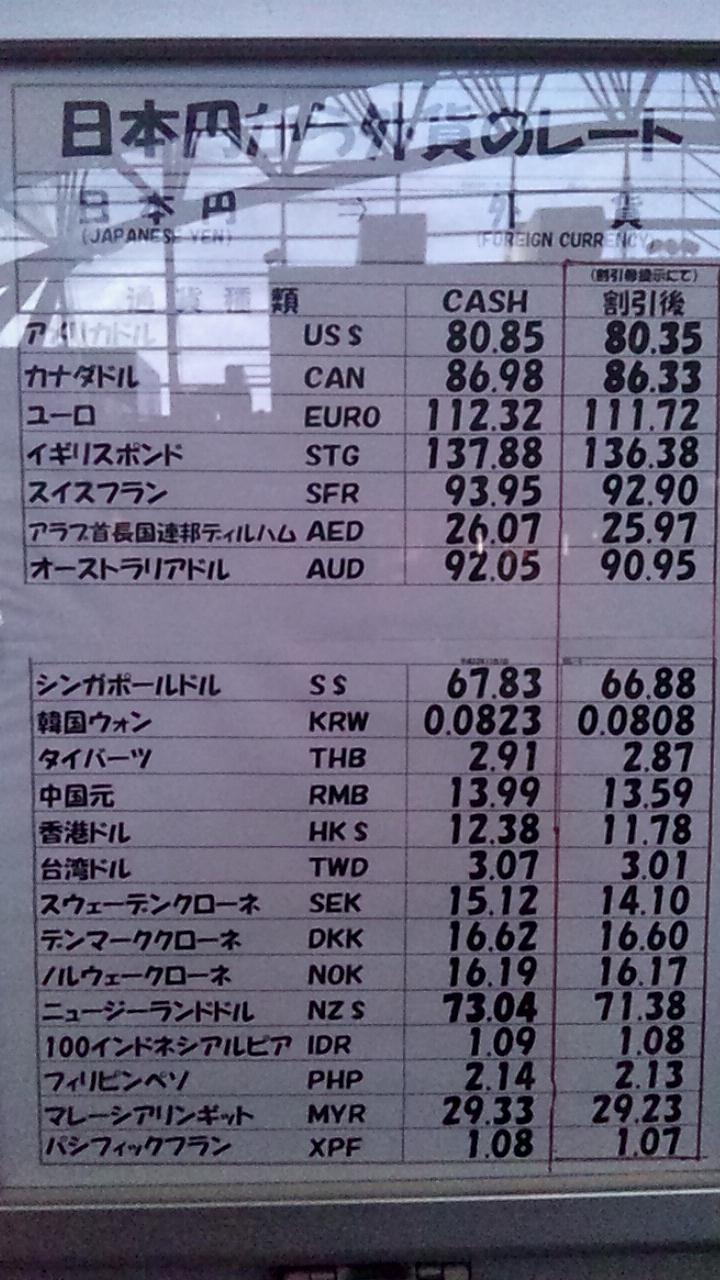 日本円から外貨のレート
日本円 ⇒ 外貨
(JAPANESE YEN) (FOREIGN CURRENCY)
(割引券提示にて)
通貨種類 CASH 割引後
アメリカドル US$ 80.85 80.35
カナダドル CAN 86.98 86.33
ユーロ EURO 112.32 111.72
イギリスポンド STG 137.88 136.38
スイスフラン SFR 93.95 92.90
アラブ首長国連邦ディルハム AED 26.07 25.97
オーストラリアドル AUD 92.05 90.95
シンガポールドル S$ 67.83 66.88
韓国ウォン KRW 0.0823 0.0808
タイバーツ THB 2.91 2.87
中国元 RMB 13.99 13.59
香港ドル HK$ 12.38 11.78
台湾ドル TWD 3.07 3.01
スウェーデンクローネ SEK 15.12 14.10
デンマーククローネ DKK 16.62 16.60
ノルウェークローネ NOK 16.19 16.17
ニュージーランドドル NZ$ 73.04 71.38
100インドネシアルピア IDR 1.09 1.08
フィリピンペソ PHP 2.14 2.13
マレーシアリンギット MYR 29.33 29.23
パシフィックフラン XPF 1.08 1.07